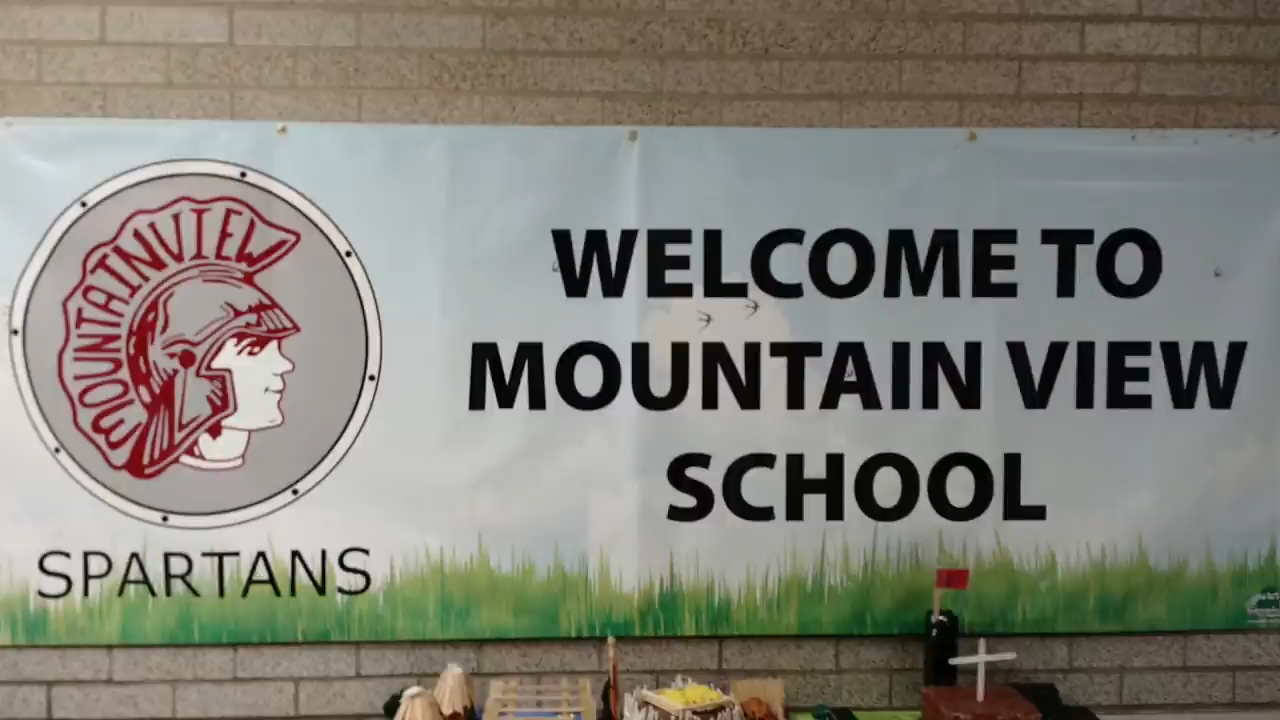 MOUNTAINVIEW
SPARTANS
WELCOME TO
MOUNTAIN VIEW
SCHOOL